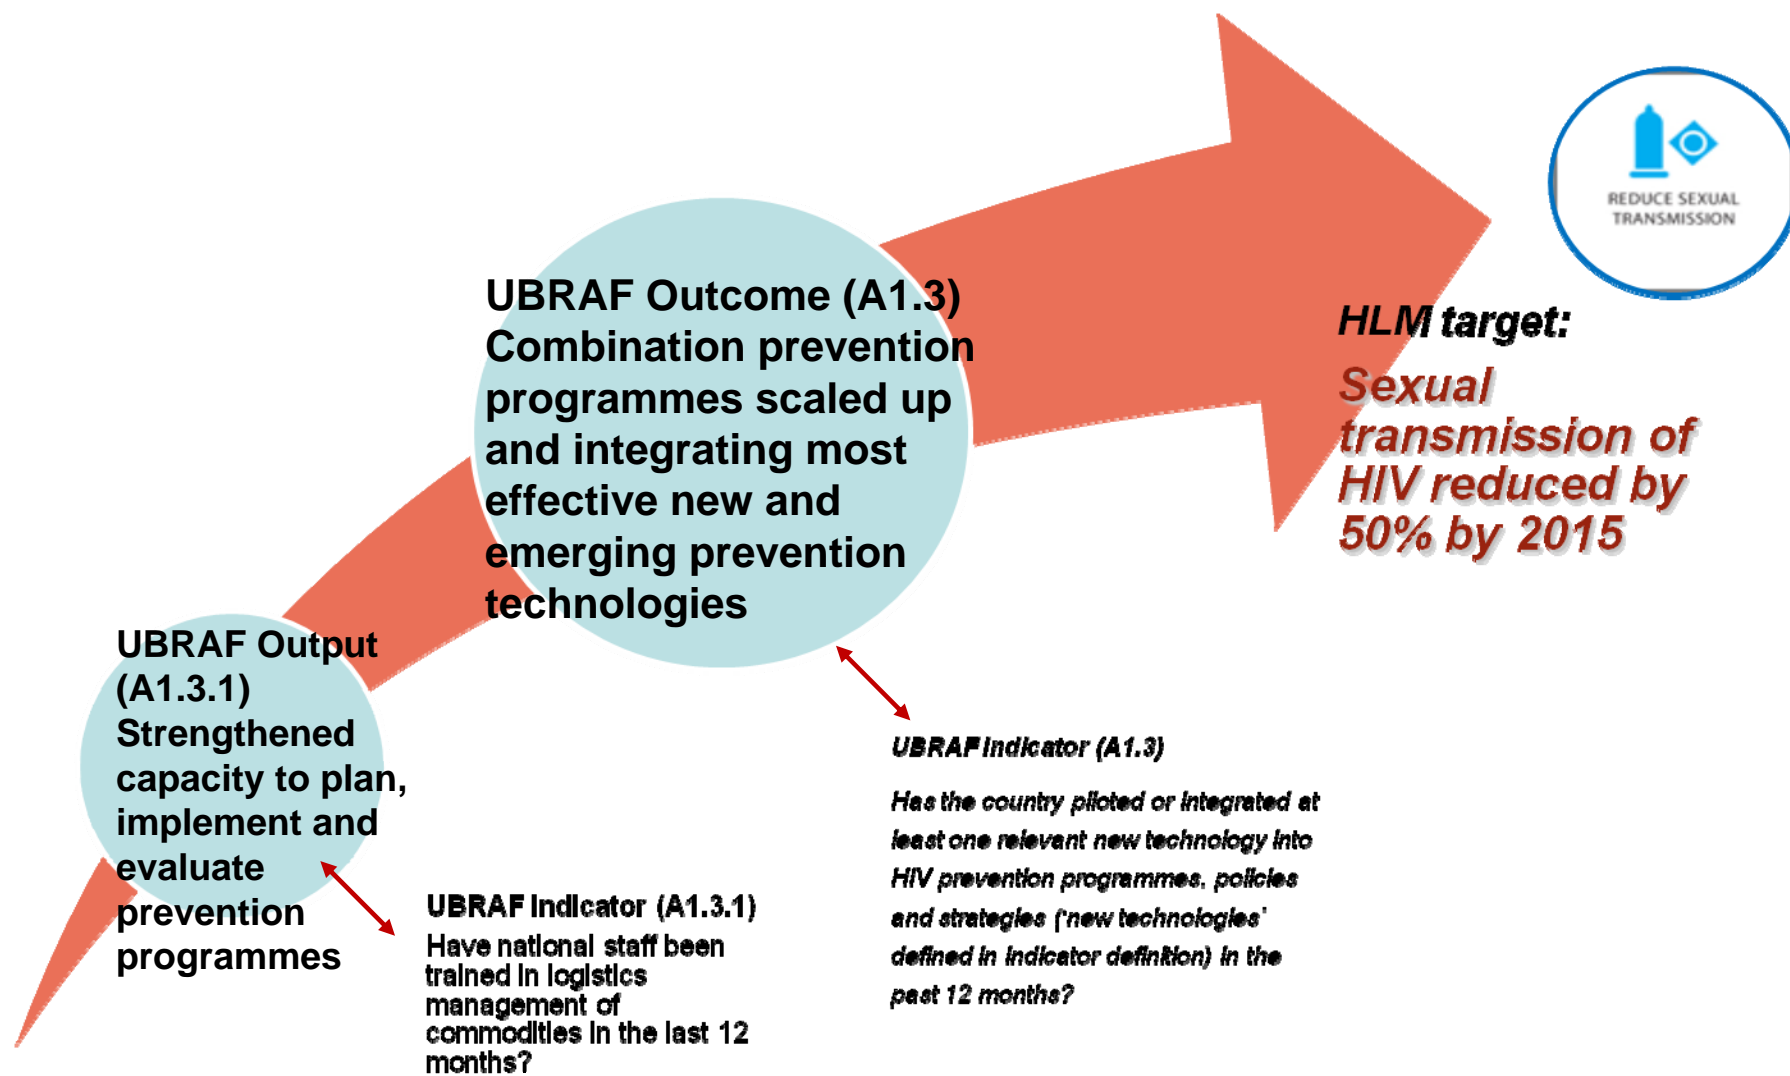 REDUCE SEXUAL
TRANSMISSION
UBRAF Outcome (A1.3)
Combination prevention
programmes scaled up
and integrating most
effective new and
emerging prevention
technologies
HLM target:
Sexual
transmission of
HIV reduced by
50% by 2015
UBRAF Output
(A1.3.1)
Strengthened
capacity to plan,
implement and
evaluate
prevention
programmes
UBRAF Indicator (A1.3.1)
Have national staff been
trained in logistics
management of
commodities in the last 12
months?
UBRAF Indicator (A1.3)
Has the country piloted or integrated at
least one relevant new technology into
HIV prevention programmes, policies
and strategies ('new technologies'
defined in indicator definition) in the
past 12 months?